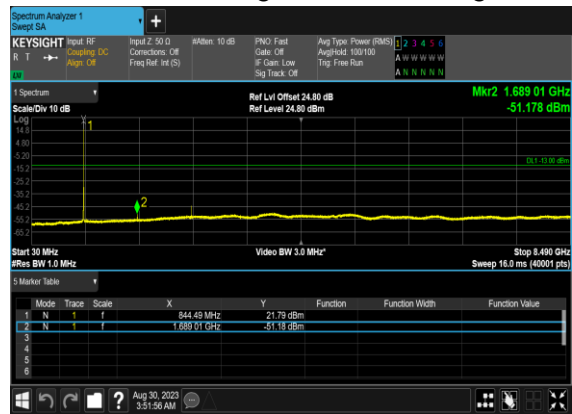 Spectrum Analyzer 1
Swept SA
+
KEYSIGHT Input: RF Input Z: 50 Ω #Atten: 10 dB PNO: Fast Avg Type: Power (RMS) 1 2 3 4 5 6
R T Coupling: DC Corrections: Off Gate: Off Avg|Hold: 100/100 A W W W W W
Align: Off Freq Ref: Int (S) IF Gain: Low Trig: Free Run
Sig Track: Off A N N N N N
LW
1 Spectrum Ref Lvl Offset 24.80 dB Mkr2 1.689 01 GHz
Scale/Div 10 dB Ref Level 24.80 dBm -51.178 dBm
Log
14.8 1
4.80
-5.20
DL1 -13.00 dBm
-15.2
-25.2
-35.2
-45.2 2
-55.2
-65.2
Start 30 MHz Video BW 3.0 MHz* Stop 8.490 GHz
#Res BW 1.0 MHz Sweep 16.0 ms (40001 pts)
5 Marker Table
Mode Trace Scale X Y Function Function Width Function Value
1 N 1 f 844.49 MHz 21.79 dBm
2 N 1 f 1.689 01 GHz -51.18 dBm
3
4
5
6
? Aug 30, 2023
3:51:56 AM